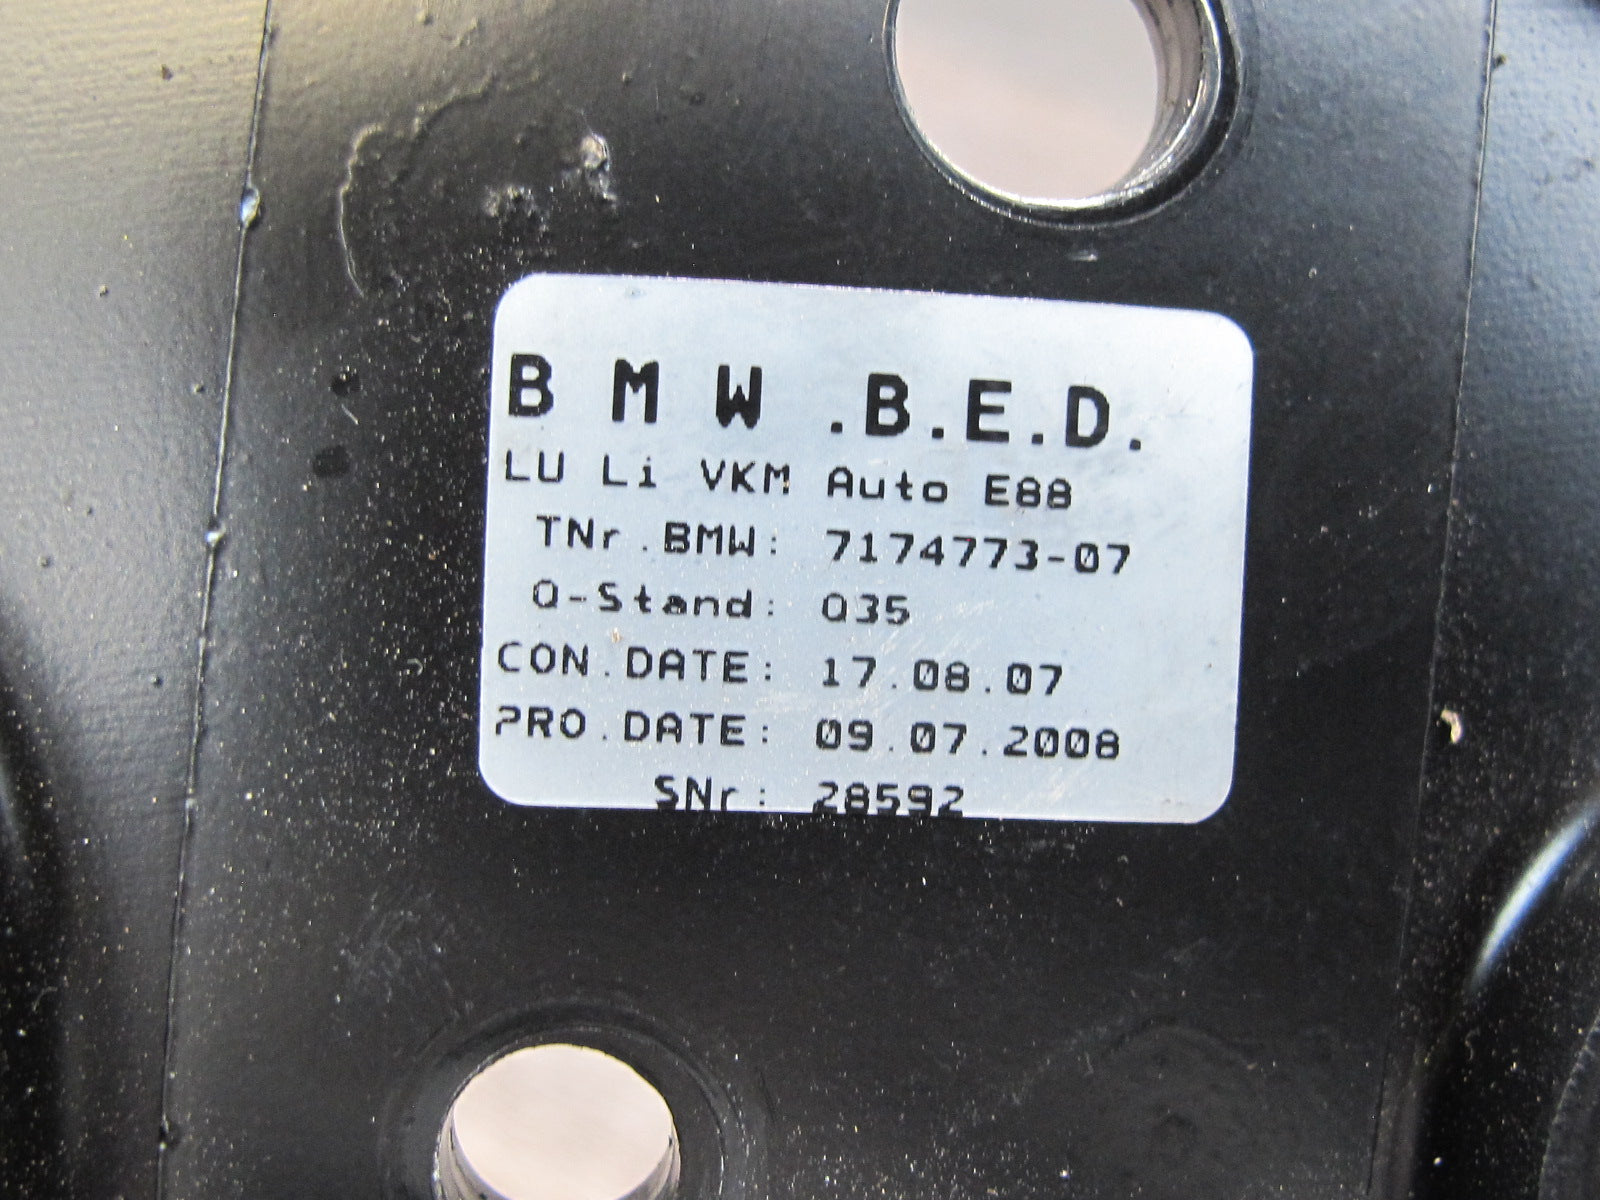 B M W .B.E.D.
LU Li VKM Auto E88
TNr.BMW: 7174773-07
Q-Stand: Q35
CON.DATE: 17.08.07
PRO.DATE: 09.07.2008
SNr: 28592